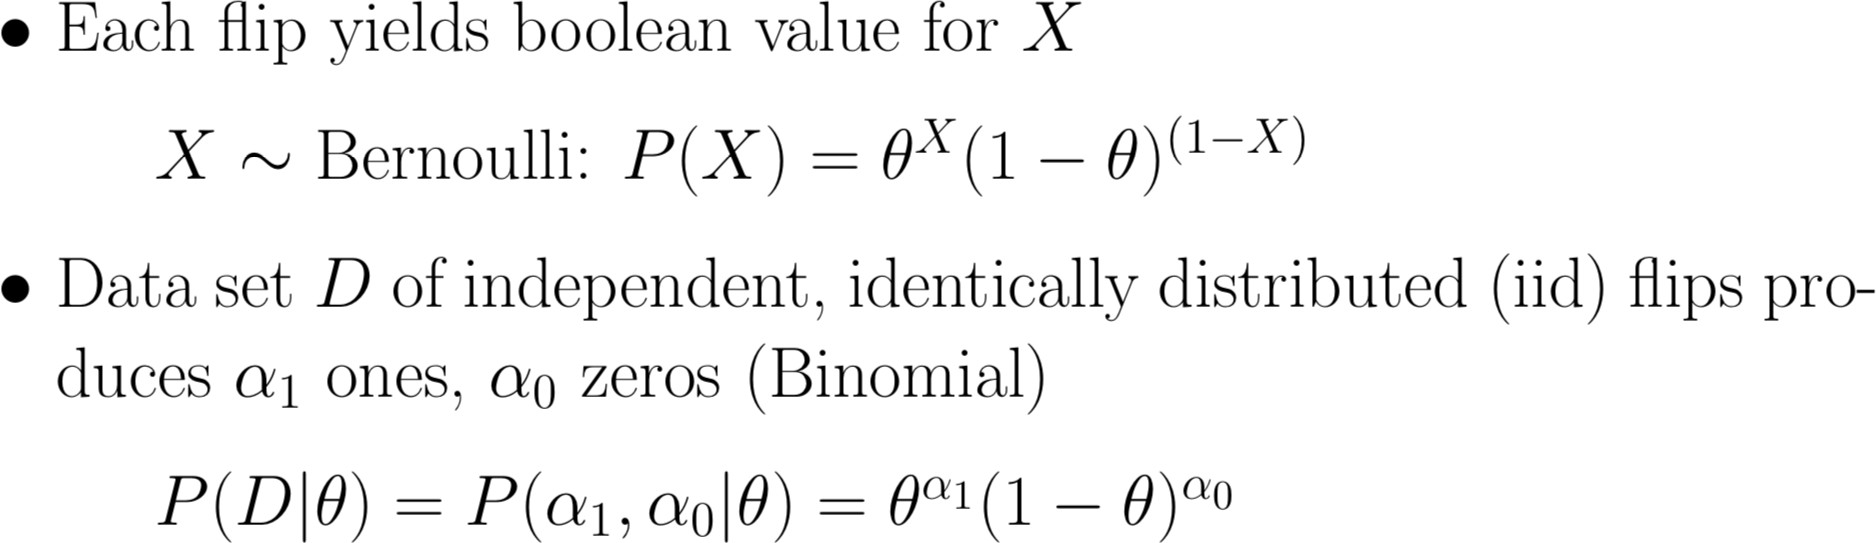 • Each flip yields boolean value for X
X ∼ Bernoulli: P(X) = θ^X(1 − θ)^(1−X)
• Data set D of independent, identically distributed (iid) flips pro-
duces α₁ ones, α₀ zeros (Binomial)
P(D|θ) = P(α₁, α₀|θ) = θ^α₁(1 − θ)^α₀